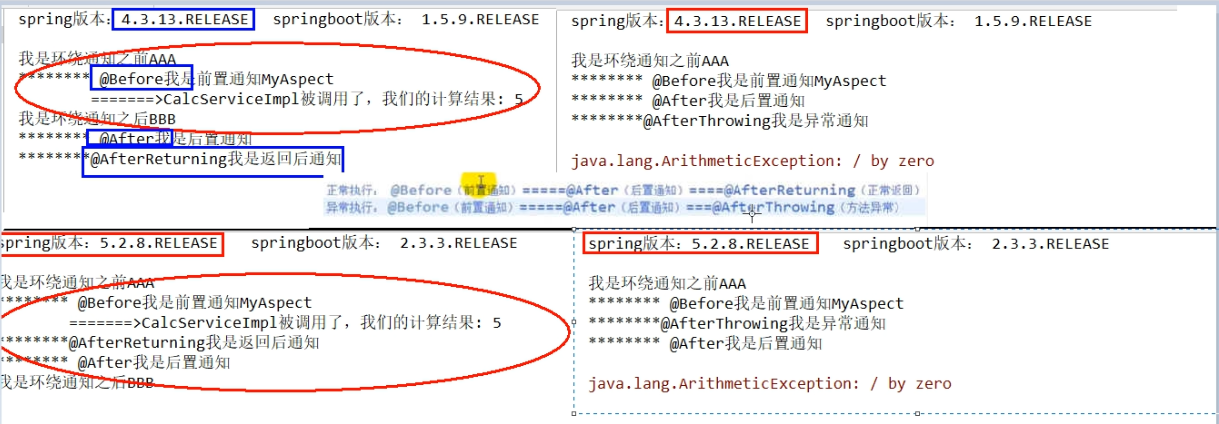 spring版本: 4.3.13.RELEASE springboot版本: 1.5.9.RELEASE
我是环绕通知之前AAA
******** @Before我是前置通知MyAspect
=======>CalcServiceImpl被调用了，我们的计算结果: 5
我是环绕通知之后BBB
******** @After我是后置通知
********@AfterReturning我是返回后通知
spring版本: 4.3.13.RELEASE springboot版本: 1.5.9.RELEASE
我是环绕通知之前AAA
******** @Before我是前置通知MyAspect
******** @After我是后置通知
********@AfterThrowing我是异常通知
java.lang.ArithmeticException: / by zero
正常执行， @Before（前置通知）=====@After（后置通知）====@AfterReturning（正常返回）
异常执行: @Before（前置通知）=====@After（后置通知）===@AfterThrowing（方法异常）
spring版本: 5.2.8.RELEASE springboot版本: 2.3.3.RELEASE
我是环绕通知之前AAA
******** @Before我是前置通知MyAspect
=======>CalcServiceImpl被调用了，我们的计算结果: 5
********@AfterReturning我是返回后通知
******** @After我是后置通知
我是环绕通知之后BBB
spring版本: 5.2.8.RELEASE springboot版本: 2.3.3.RELEASE
我是环绕通知之前AAA
******** @Before我是前置通知MyAspect
********@AfterThrowing我是异常通知
******** @After我是后置通知
java.lang.ArithmeticException: / by zero